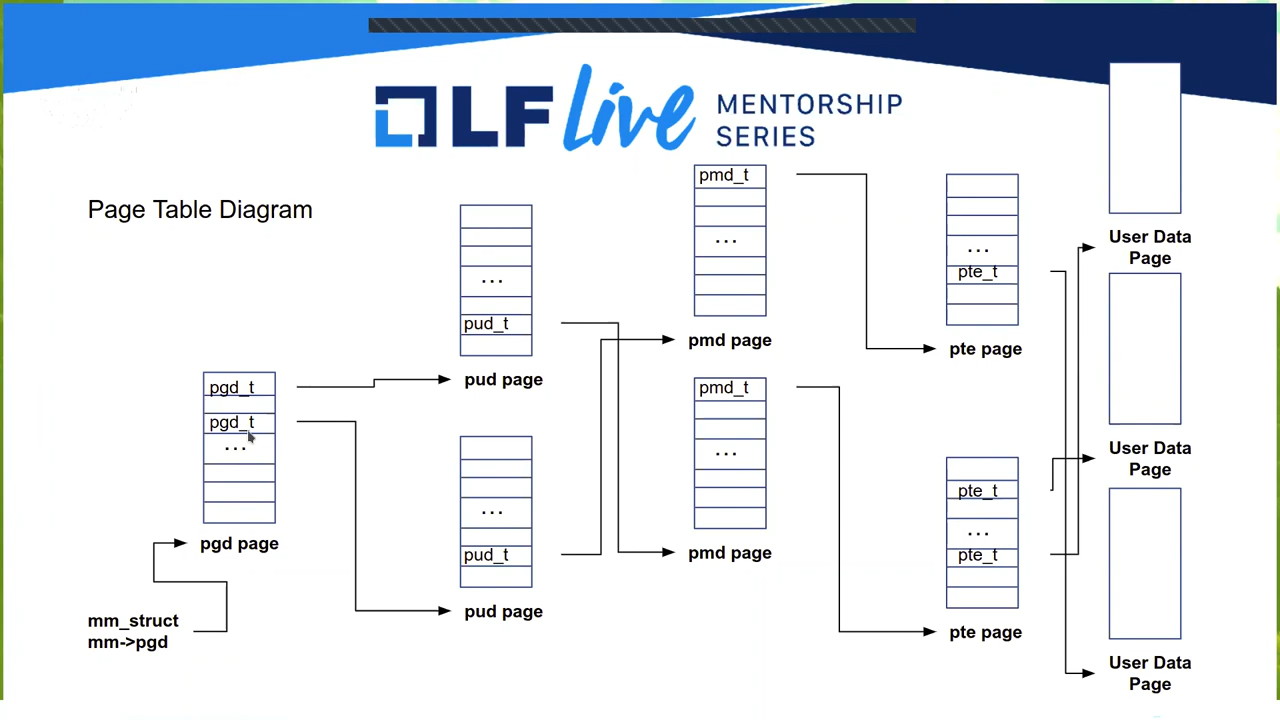 LF Live MENTORSHIP
SERIES
Page Table Diagram
pgd_t
pgd_t
...
pgd page
mm_struct
mm->pgd
...
pud_t
pud page
...
pud_t
pud page
pmd_t
...
pmd page
pmd_t
...
pmd page
...
pte_t
pte page
pte_t
...
pte_t
pte page
User Data
Page
User Data
Page
User Data
Page